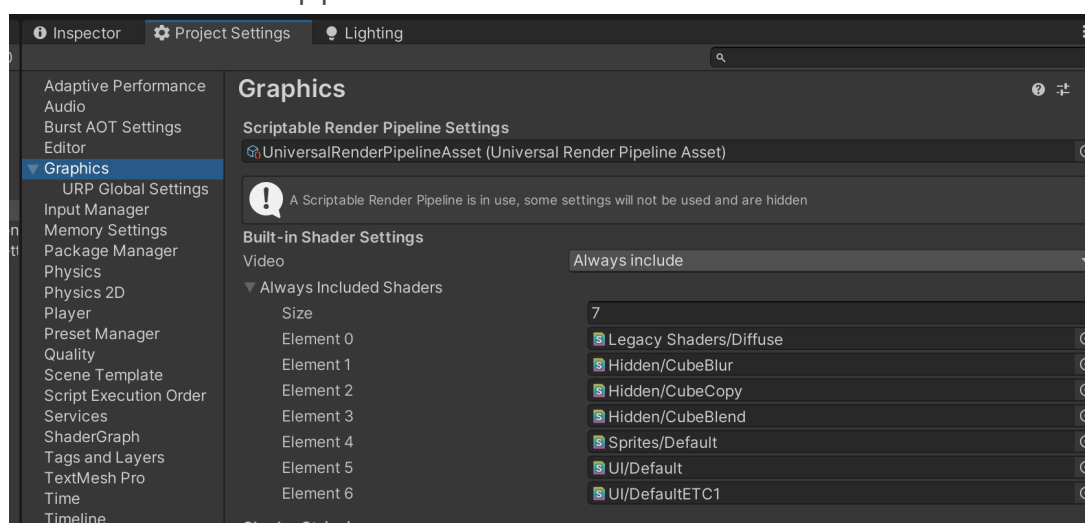 Inspector
Project Settings
Lighting
Adaptive Performance
Audio
Burst AOT Settings
Editor
Graphics
URP Global Settings
Input Manager
Memory Settings
Package Manager
Physics
Physics 2D
Player
Preset Manager
Quality
Scene Template
Script Execution Order
Services
ShaderGraph
Tags and Layers
TextMesh Pro
Time
Timeline
Graphics
Scriptable Render Pipeline Settings
UniversalRenderPipelineAsset (Universal Render Pipeline Asset)
A Scriptable Render Pipeline is in use, some settings will not be used and are hidden
Built-in Shader Settings
Video Always include
Always Included Shaders
Size 7
Element 0 Legacy Shaders/Diffuse
Element 1 Hidden/CubeBlur
Element 2 Hidden/CubeCopy
Element 3 Hidden/CubeBlend
Element 4 Sprites/Default
Element 5 UI/Default
Element 6 UI/DefaultETC1